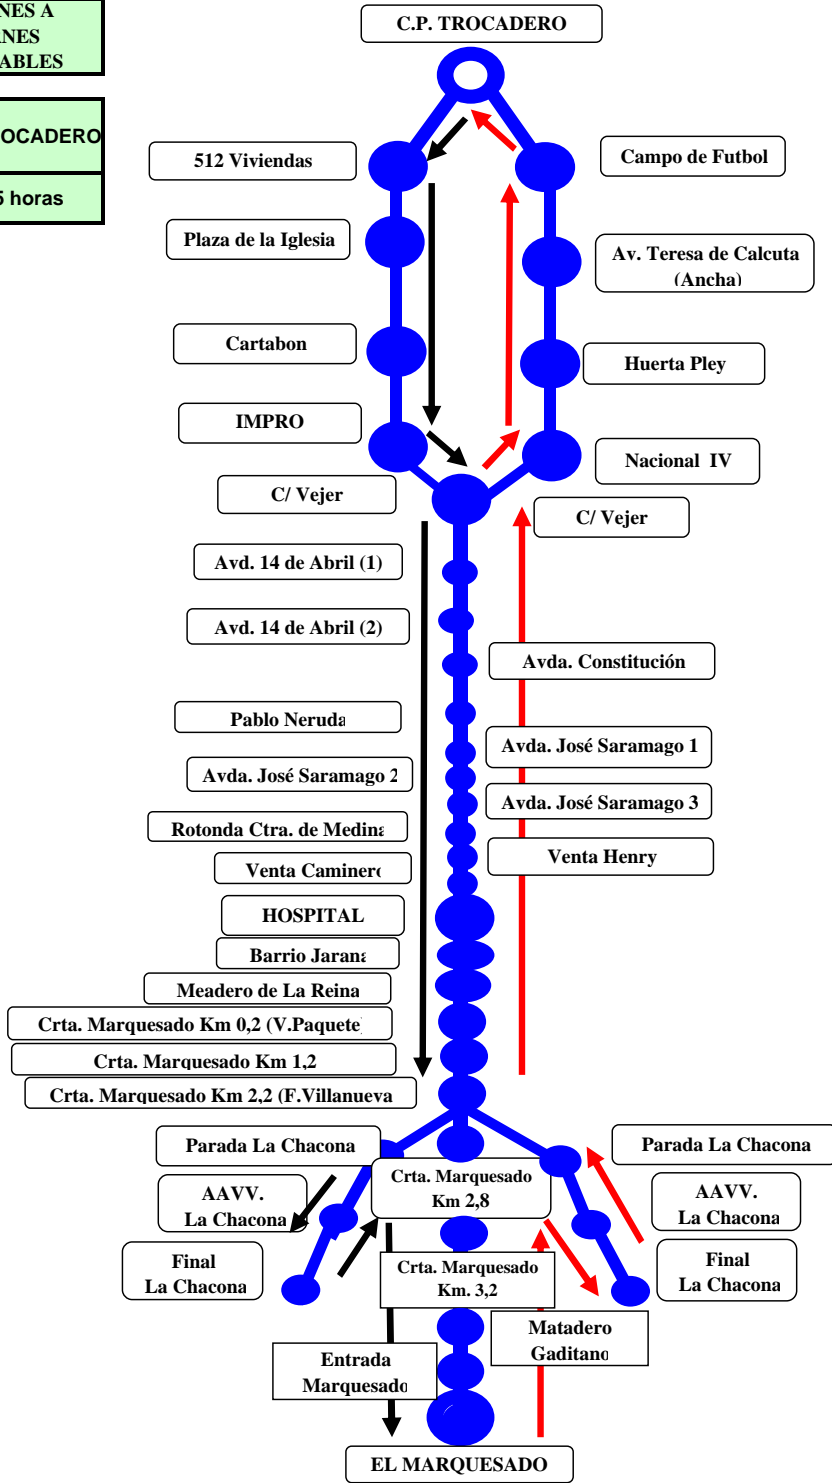 C.P. TROCADERO
512 Viviendas
Campo de Futbol
Plaza de la Iglesia
Av. Teresa de Calcuta
(Ancha)
Cartabon
Huerta Pley
IMPRO
Nacional IV
C/ Vejer
C/ Vejer
Avd. 14 de Abril (1)
Avd. 14 de Abril (2)
Avda. Constitución
Pablo Neruda
Avda. José Saramago 1
Avda. José Saramago 2
Avda. José Saramago 3
Rotonda Ctra. de Medina
Venta Henry
Venta Caminero
HOSPITAL
Barrio Jarana
Meadero de La Reina
Crta. Marquesado Km 0,2 (V.Paquete
Crta. Marquesado Km 1,2
Crta. Marquesado Km 2,2 (F.Villanueva
Parada La Chacona
Parada La Chacona
Crta. Marquesado
Km 2,8
AAVV.
La Chacona
AAVV.
La Chacona
Final
La Chacona
Final
La Chacona
Crta. Marquesado
Km. 3,2
Matadero
Gaditano
Entrada
Marquesado
EL MARQUESADO
horas